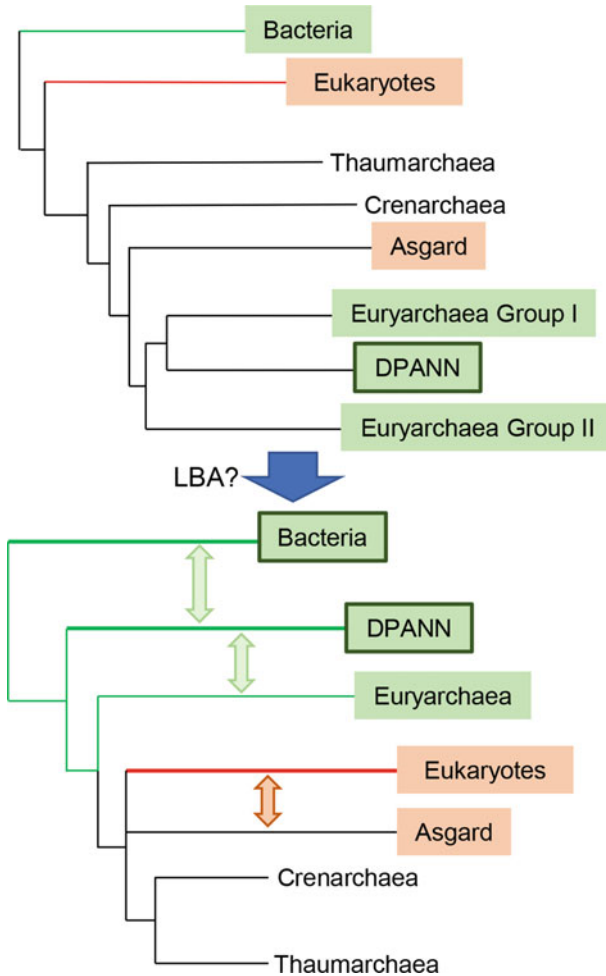 Bacteria
Eukaryotes
Thaumarchaea
Crenarchaea
Asgard
Euryarchaea Group I
DPANN
Euryarchaea Group II
LBA?
Bacteria
DPANN
Euryarchaea
Eukaryotes
Asgard
Crenarchaea
Thaumarchaea